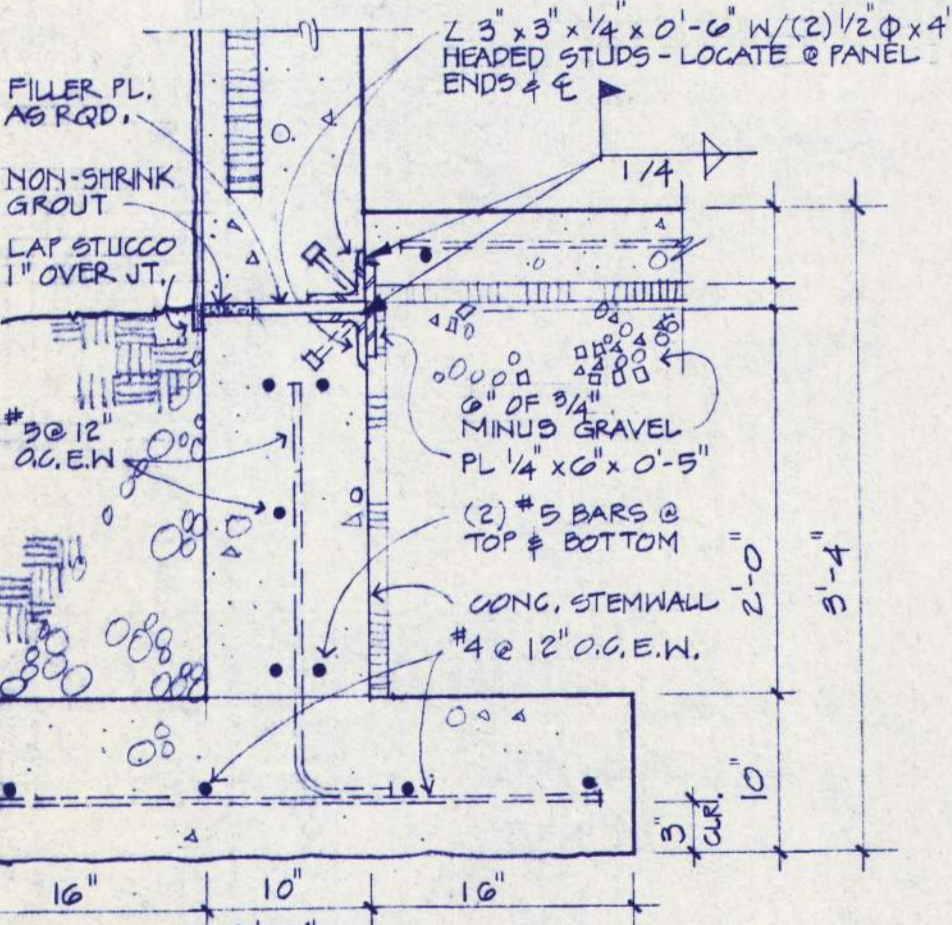 L 3" x 3" x 1/4" x 0'-6" W/(2) 1/2" Φ x 4"
HEADED STUDS - LOCATE @ PANEL
ENDS & ℄
FILLER PL.
AS RQD.
1/4
NON-SHRINK
GROUT
LAP STUCCO
1" OVER JT.
#5 @ 12"
O.C. E.W
6" OF 3/4"
MINUS GRAVEL
PL 1/4" x 6" x 0'-5"
(2) #5 BARS @
TOP & BOTTOM
CONC. STEMWALL
#4 @ 12" O.C. E.W.
2'-0"
3'-4"
10"
3"
CLR.
16"
10"
16"